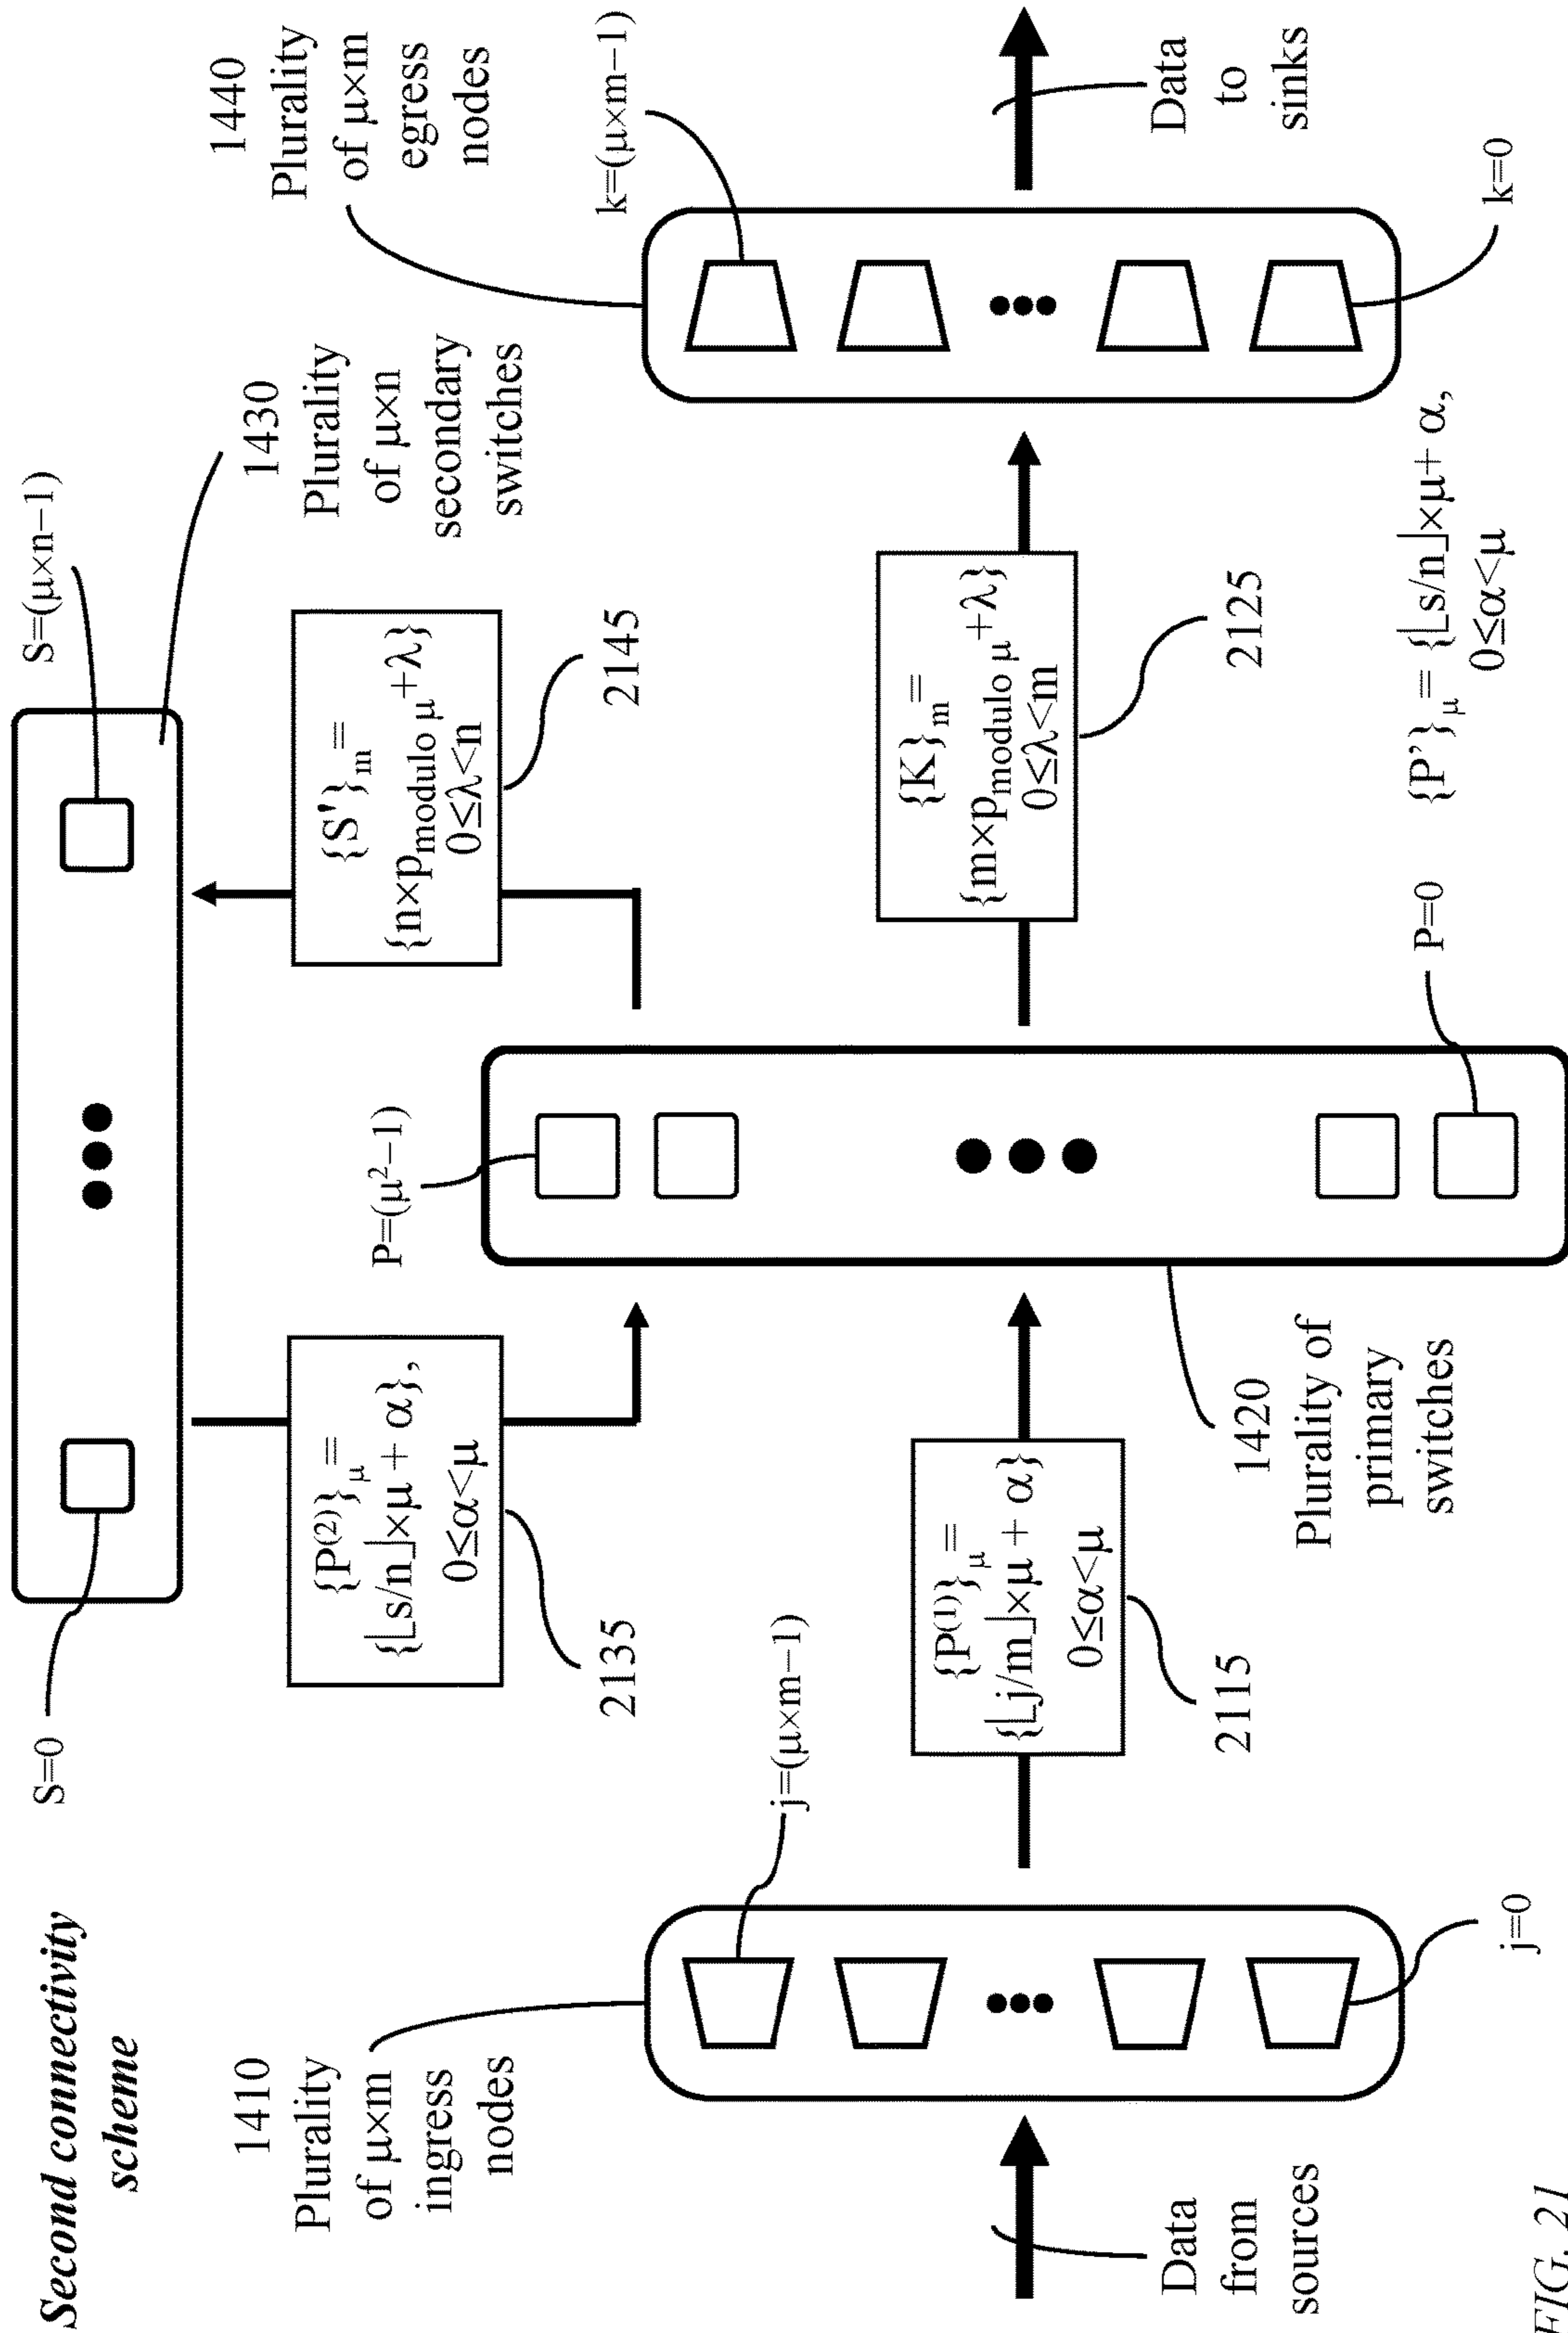 Second connectivity
scheme
S=0
S=(μ×n−1)
1410
Plurality
of μ×m
ingress
nodes
{P⁽²⁾}μ =
{⌊s/n⌋×μ + α},
0≤α<μ
2135
P=(μ²−1)
{S'}m =
{n×p modulo μ +λ}
0≤λ<n
2145
1430
Plurality
of μ×n
secondary
switches
1440
Plurality
of μ×m
egress
nodes
j=(μ×m−1)
k=(μ×m−1)
Data
from
sources
{P⁽¹⁾}μ =
{⌊j/m⌋×μ + α}
0≤α<μ
2115
{K}m =
{m×p modulo μ +λ}
0≤λ<m
2125
Data
to
sinks
1420
Plurality of
primary
switches
j=0
P=0
{P’}μ = {⌊s/n⌋×μ+ α,
0≤α<μ
k=0
FIG. 21